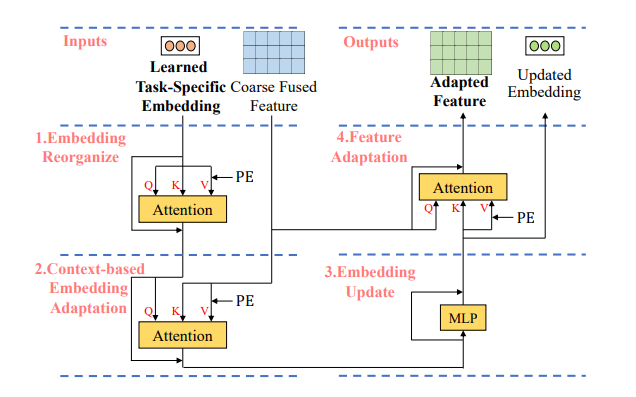 Inputs
Learned
Task-Specific
Embedding
Coarse Fused
Feature
1.Embedding
Reorganize
Q
K
V
PE
Attention
2.Context-based
Embedding
Adaptation
Q
K
V
PE
Attention
Outputs
Adapted
Feature
Updated
Embedding
4.Feature
Adaptation
Attention
Q
K
V
PE
3.Embedding
Update
MLP